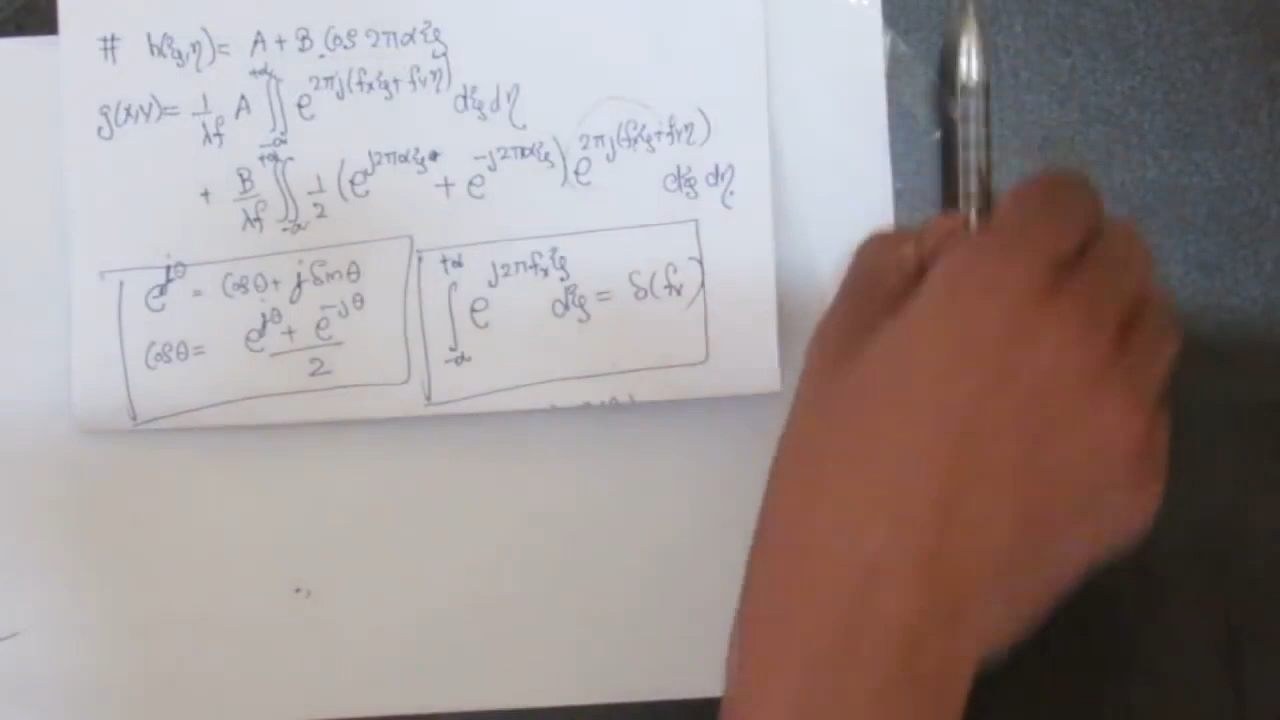 # h(ξ,η) = A + B Cos 2παξ
g(x,y) = 1/λf A ∫∫_{-α}^{+α} e^{2πj(fxξ + fyη)} dξ dη
+ B/λf ∫∫_{-α}^{+α} 1/2 (e^{j2παξ} + e^{-j2παξ}) e^{2πj(fxξ + fyη)} dξ dη.
e^{jθ} = Cosθ + j Sinθ
Cosθ = (e^{jθ} + e^{-jθ})/2
∫_{-α}^{+α} e^{j2πfxξ} dξ = δ(fx)